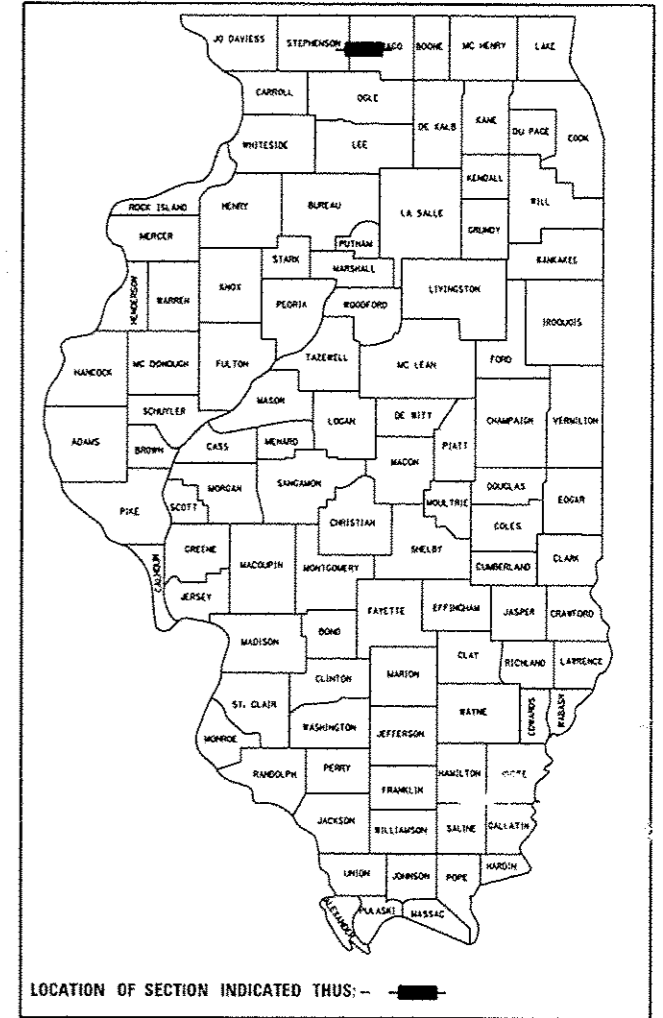 JO DAVIESS STEPHENSON GO BOONE MC HENRY LAKE
CARROLL OGLE DE KALB KANE DU PAGE COOK
WHITESIDE LEE KENDALL WILL
ROCK ISLAND HENRY BUREAU LA SALLE GRUNDY
MERCER PUTNAM KANKAKEE
STARK MARSHALL LIVINGSTON
HENDERSON WARREN KNOX PEORIA WOODFORD IROQUOIS
HANCOCK MC DONOUGH FULTON TAZEWELL MC LEAN FORD
SCHUYLER MASON LOGAN DE WITT CHAMPAIGN VERMILION
ADAMS BROWN CASS MENARD MACON PIATT
PIKE SCOTT MORGAN SANGAMON CHRISTIAN MOULTRIE DOUGLAS EDGAR
COLES
CALHOUN GREENE MACOUPIN MONTGOMERY SHELBY CUMBERLAND CLARK
JERSEY FAYETTE EFFINGHAM JASPER CRAWFORD
MADISON BOND CLAY RICHLAND LAWRENCE
CLINTON MARION
ST. CLAIR WASHINGTON JEFFERSON WAYNE EDWARDS WABASH
MONROE
RANDOLPH PERRY FRANKLIN HAMILTON
JACKSON WILLIAMSON SALINE GALLATIN
UNION JOHNSON POPE HARDIN
ALEXANDER PULASKI MASSAC
LOCATION OF SECTION INDICATED THUS: -